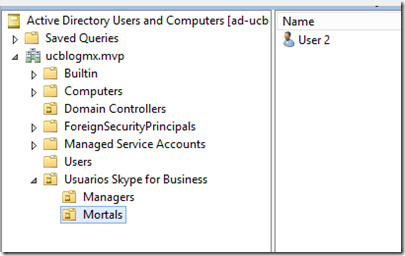 Active Directory Users and Computers [ad-ucb
Name
Saved Queries
User 2
ucblogmx.mvp
Builtin
Computers
Domain Controllers
ForeignSecurityPrincipals
Managed Service Accounts
Users
Usuarios Skype for Business
Managers
Mortals